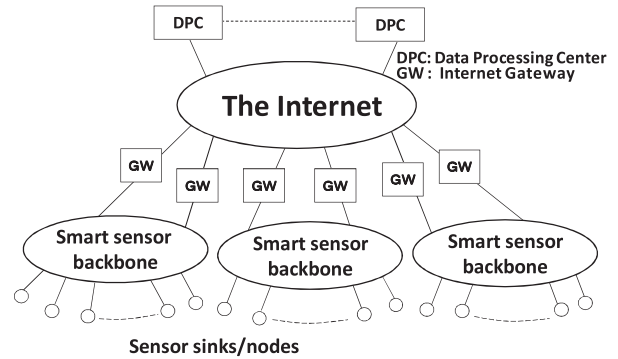 DPC
DPC
DPC: Data Processing Center
GW : Internet Gateway
The Internet
GW
GW
GW
GW
GW
GW
Smart sensor
backbone
Smart sensor
backbone
Smart sensor
backbone
Sensor sinks/nodes